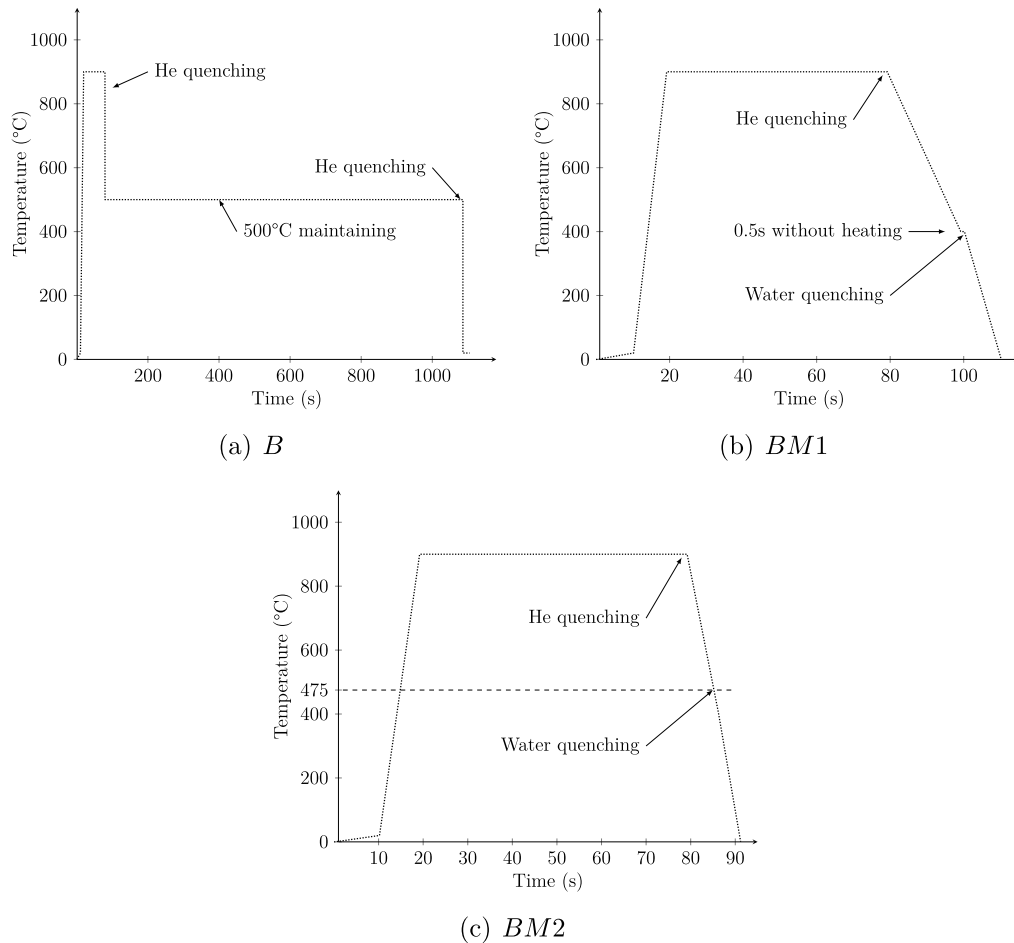 1000
800
600
400
200
0
Temperature (°C)
He quenching
He quenching
500°C maintaining
200 400 600 800 1000
Time (s)
(a) B
1000
800
600
400
200
0
Temperature (°C)
He quenching
0.5s without heating
Water quenching
20 40 60 80 100
Time (s)
(b) BM1
1000
800
600
475
400
200
0
Temperature (°C)
He quenching
Water quenching
10 20 30 40 50 60 70 80 90
Time (s)
(c) BM2